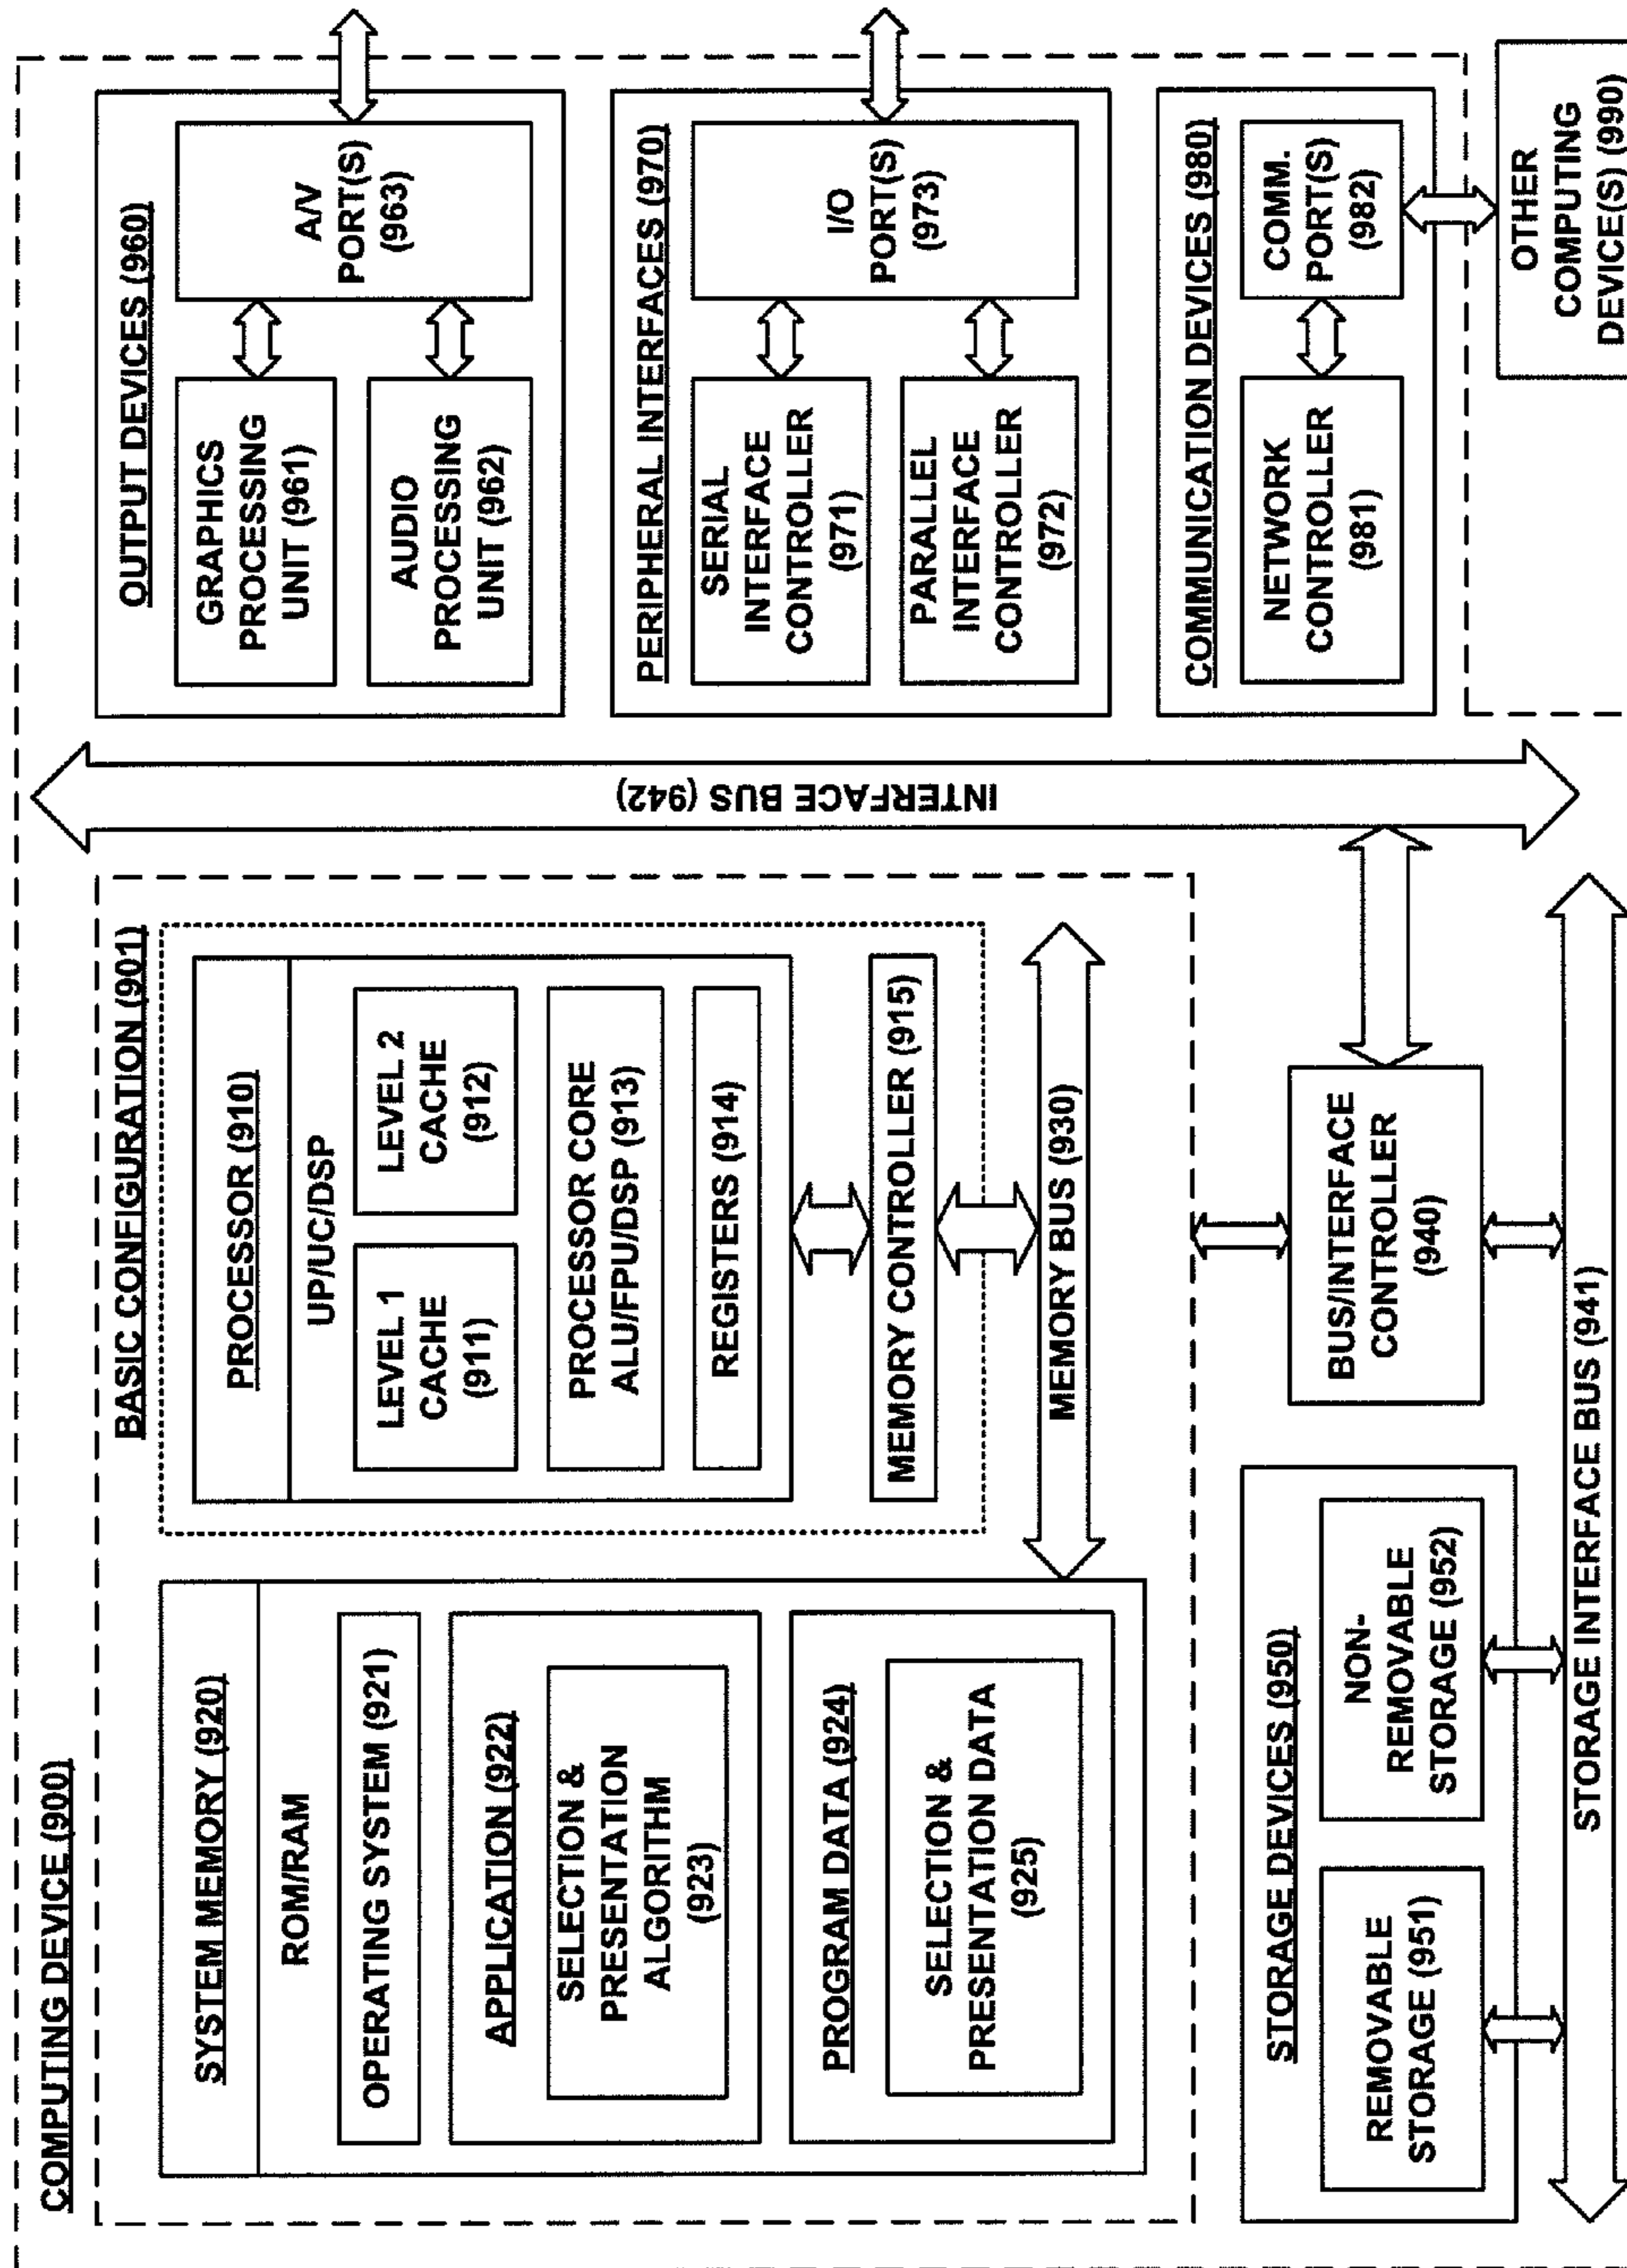 COMPUTING DEVICE (900)
BASIC CONFIGURATION (901)
SYSTEM MEMORY (920)
ROM/RAM
OPERATING SYSTEM (921)
APPLICATION (922)
SELECTION &
PRESENTATION
ALGORITHM
(923)
PROGRAM DATA (924)
SELECTION &
PRESENTATION DATA
(925)
PROCESSOR (910)
UP/UC/DSP
LEVEL 1
CACHE
(911)
LEVEL 2
CACHE
(912)
PROCESSOR CORE
ALU/FPU/DSP (913)
REGISTERS (914)
MEMORY CONTROLLER (915)
MEMORY BUS (930)
BUS/INTERFACE
CONTROLLER
(940)
STORAGE DEVICES (950)
REMOVABLE
STORAGE (951)
NON-
REMOVABLE
STORAGE (952)
STORAGE INTERFACE BUS (941)
INTERFACE BUS (942)
OUTPUT DEVICES (960)
GRAPHICS
PROCESSING
UNIT (961)
AUDIO
PROCESSING
UNIT (962)
A/V
PORT(S)
(963)
PERIPHERAL INTERFACES (970)
SERIAL
INTERFACE
CONTROLLER
(971)
PARALLEL
INTERFACE
CONTROLLER
(972)
I/O
PORT(S)
(973)
COMMUNICATION DEVICES (980)
NETWORK
CONTROLLER
(981)
COMM.
PORT(S)
(982)
OTHER
COMPUTING
DEVICE(S) (990)